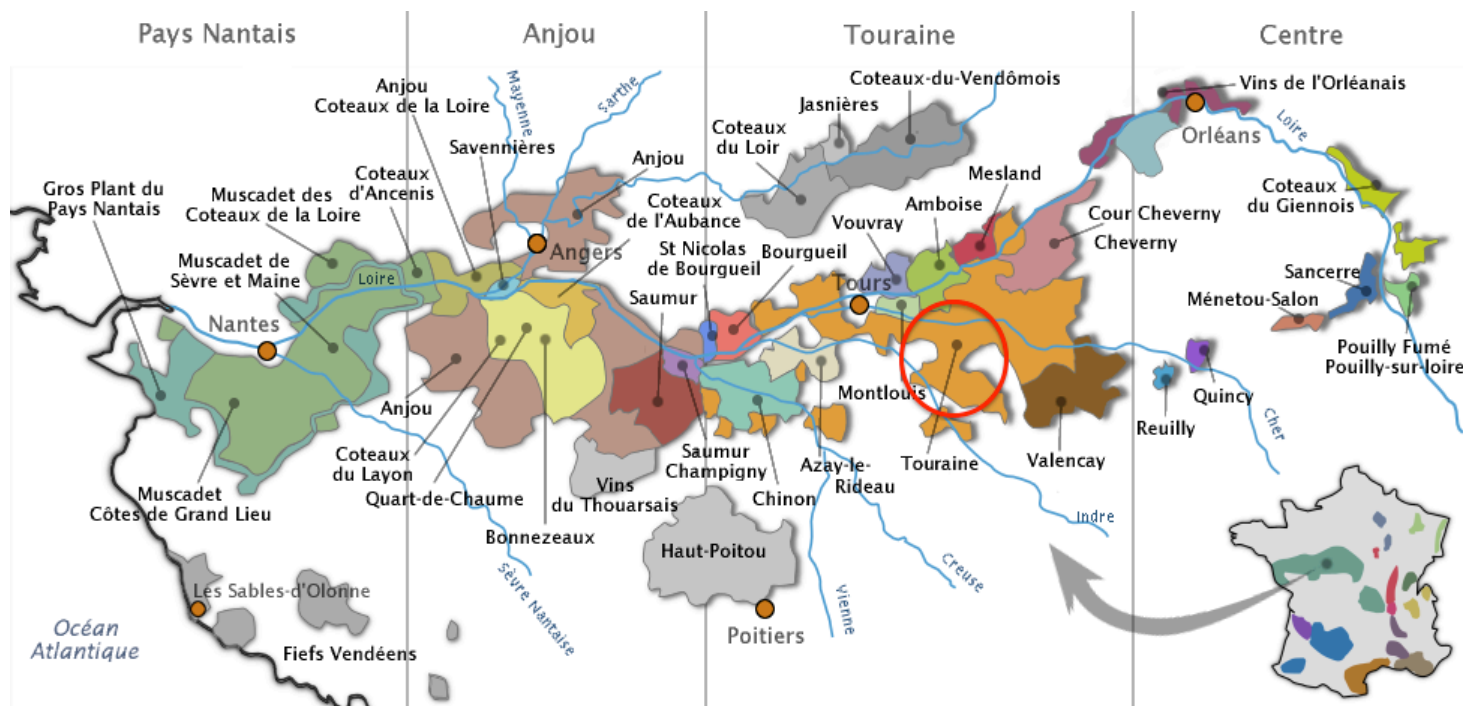 Pays Nantais
Anjou
Touraine
Centre
Anjou
Coteaux de la Loire
Mayenne
Sarthe
Savennières
Coteaux
d'Ancenis
Muscadet des
Coteaux de la Loire
Gros Plant du
Pays Nantais
Muscadet de
Sèvre et Maine
Loire
Nantes
Anjou
Angers
Coteaux
de l'Aubance
Coteaux
du Loir
Jasnières
Coteaux-du-Vendômois
St Nicolas
de Bourgueil
Bourgueil
Saumur
Vouvray
Amboise
Mesland
Tours
Cour Cheverny
Cheverny
Vins de l'Orléanais
Orléans
Loire
Coteaux
du Giennois
Sancerre
Ménetou-Salon
Pouilly Fumé
Pouilly-sur-loire
Quincy
Reuilly
Cher
Montlouis
Touraine
Valencay
Azay-le-
Rideau
Chinon
Saumur
Champigny
Anjou
Coteaux
du Layon
Quart-de-Chaume
Bonnezeaux
Vins
du Thouarsais
Haut-Poitou
Poitiers
Vienne
Creuse
Indre
Muscadet
Côtes de Grand Lieu
Sèvre Nantaise
Les Sables-d'Olonne
Fiefs Vendéens
Océan
Atlantique